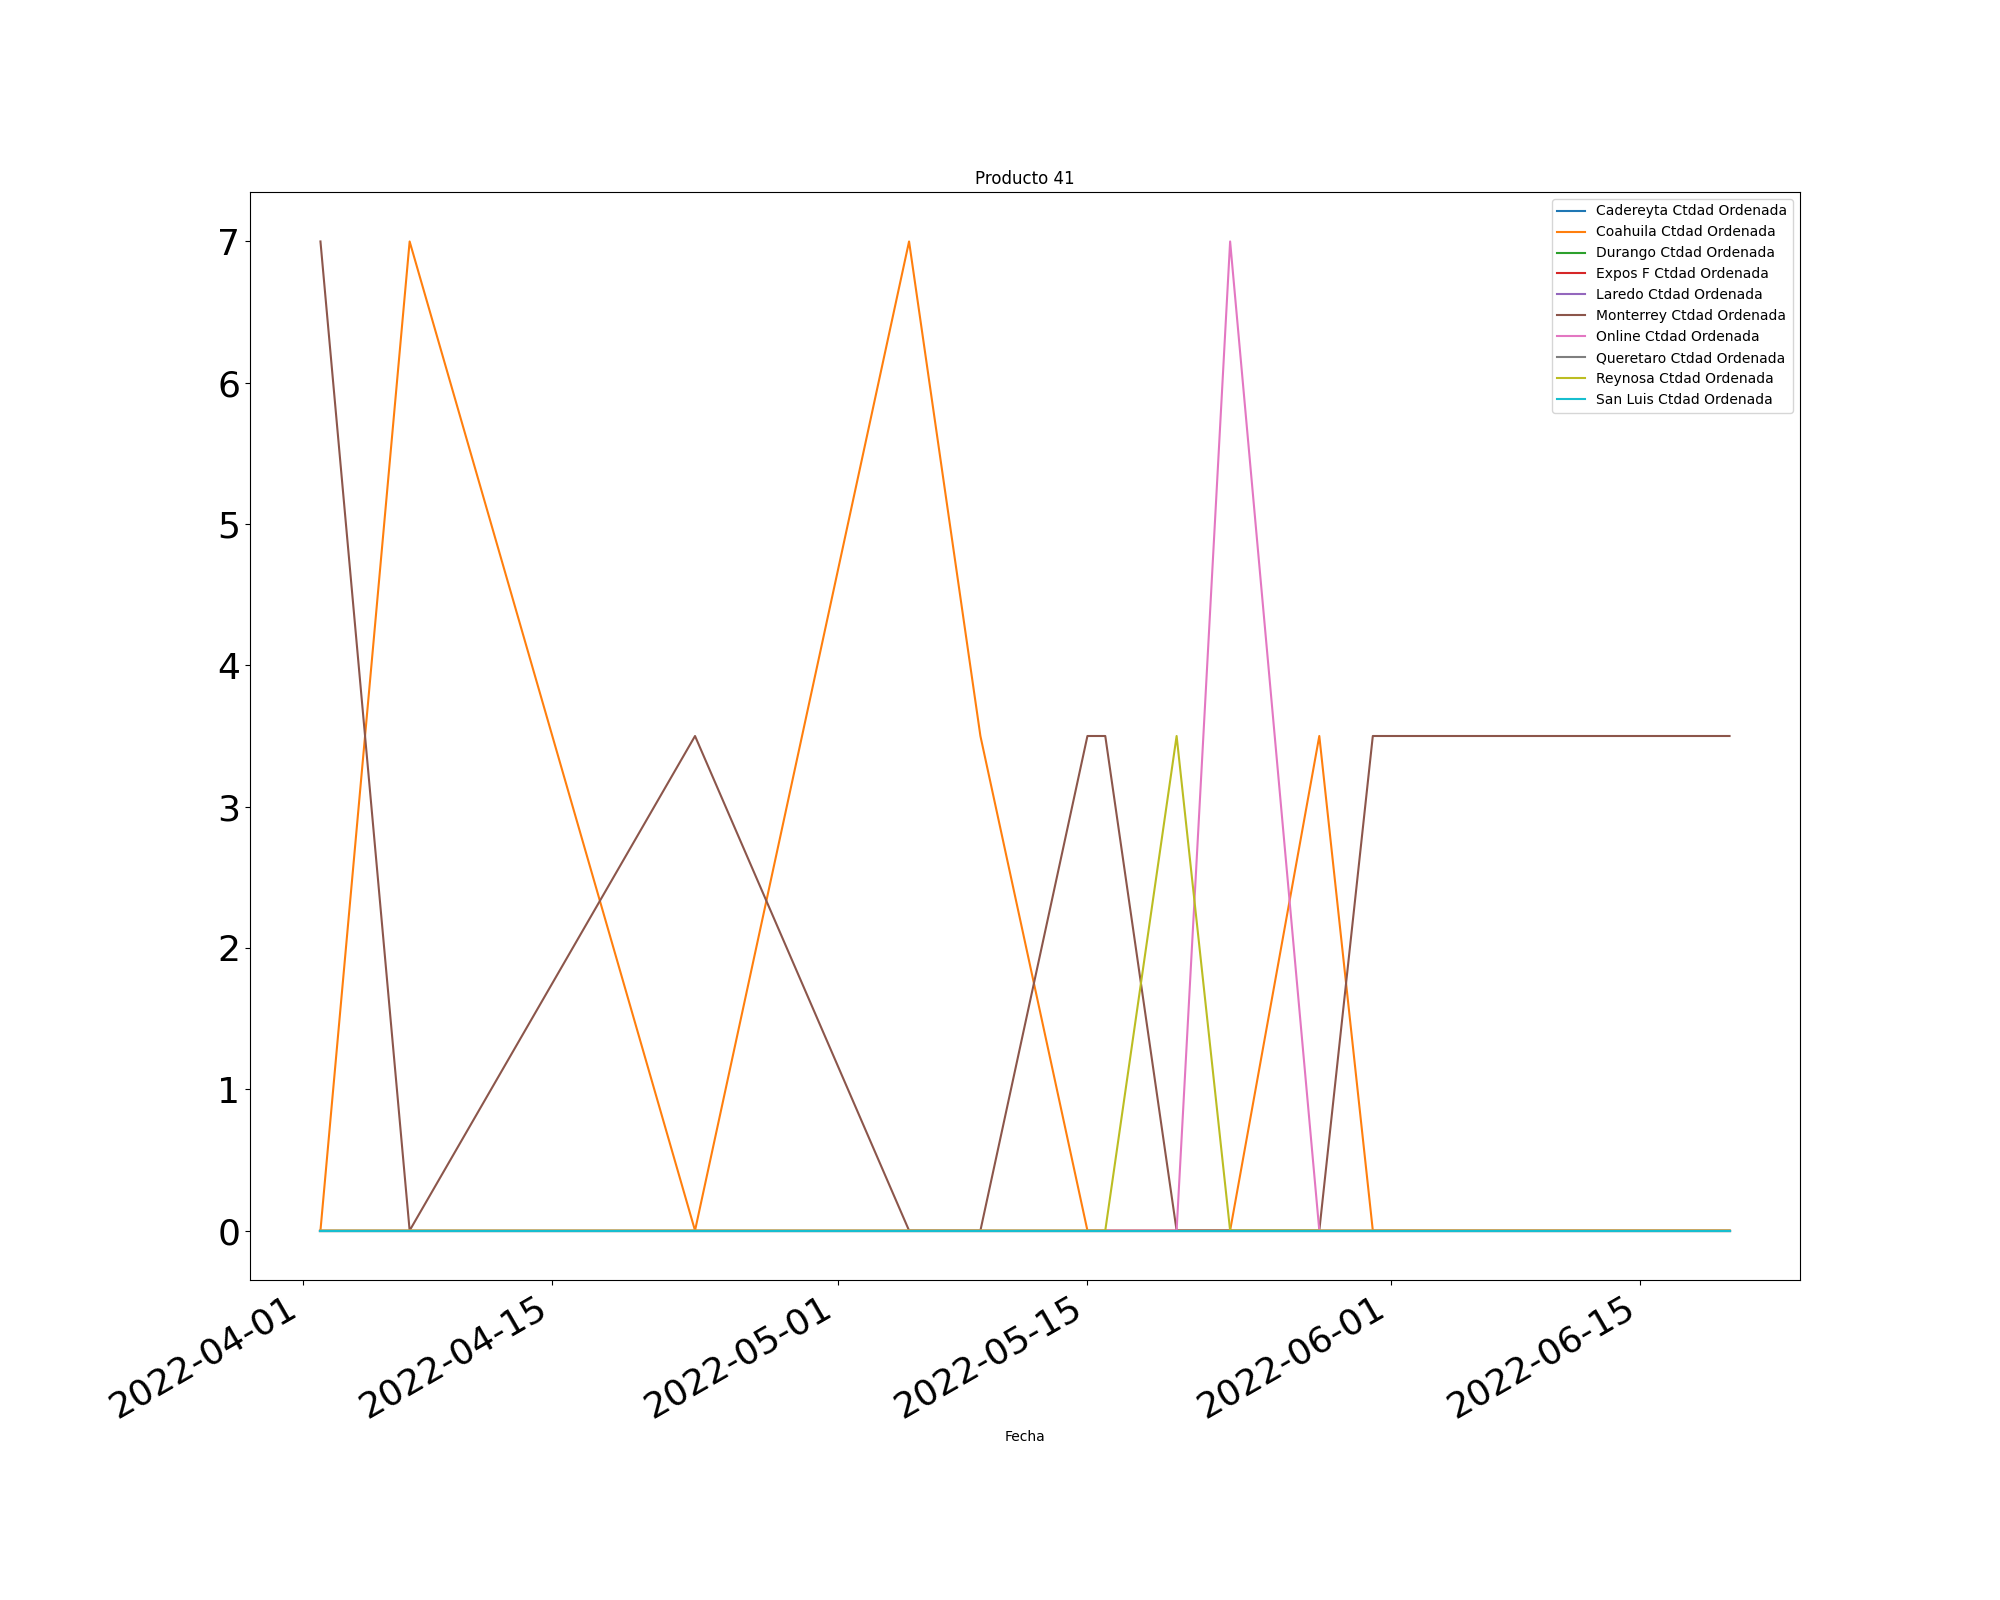 Producto 41
7
6
5
4
3
2
1
0
Cadereyta Ctdad Ordenada
Coahuila Ctdad Ordenada
Durango Ctdad Ordenada
Expos F Ctdad Ordenada
Laredo Ctdad Ordenada
Monterrey Ctdad Ordenada
Online Ctdad Ordenada
Queretaro Ctdad Ordenada
Reynosa Ctdad Ordenada
San Luis Ctdad Ordenada
2022-04-01
2022-04-15
2022-05-01
2022-05-15
2022-06-01
2022-06-15
Fecha